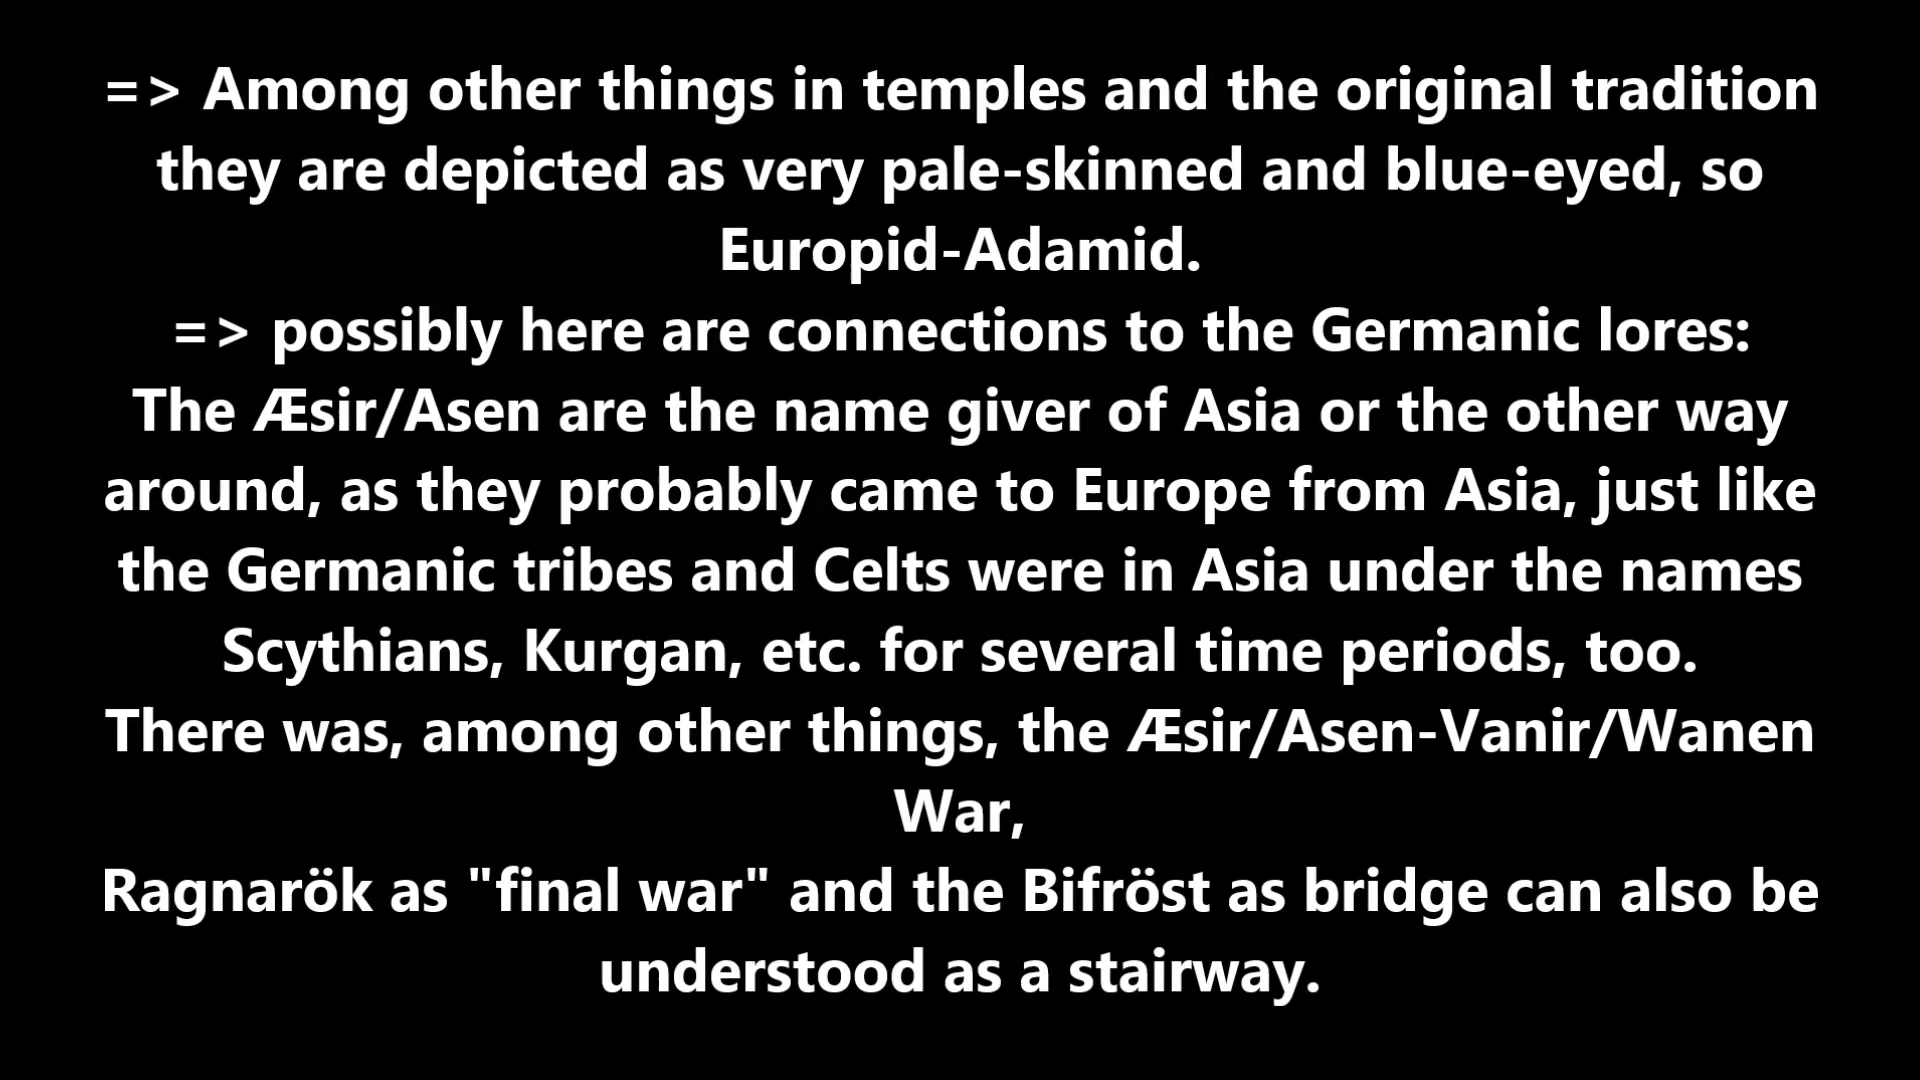 => Among other things in temples and the original tradition
they are depicted as very pale-skinned and blue-eyed, so
Europid-Adamid.
=> possibly here are connections to the Germanic lores:
The Æsir/Asen are the name giver of Asia or the other way
around, as they probably came to Europe from Asia, just like
the Germanic tribes and Celts were in Asia under the names
Scythians, Kurgan, etc. for several time periods, too.
There was, among other things, the Æsir/Asen-Vanir/Wanen
War,
Ragnarök as "final war" and the Bifröst as bridge can also be
understood as a stairway.